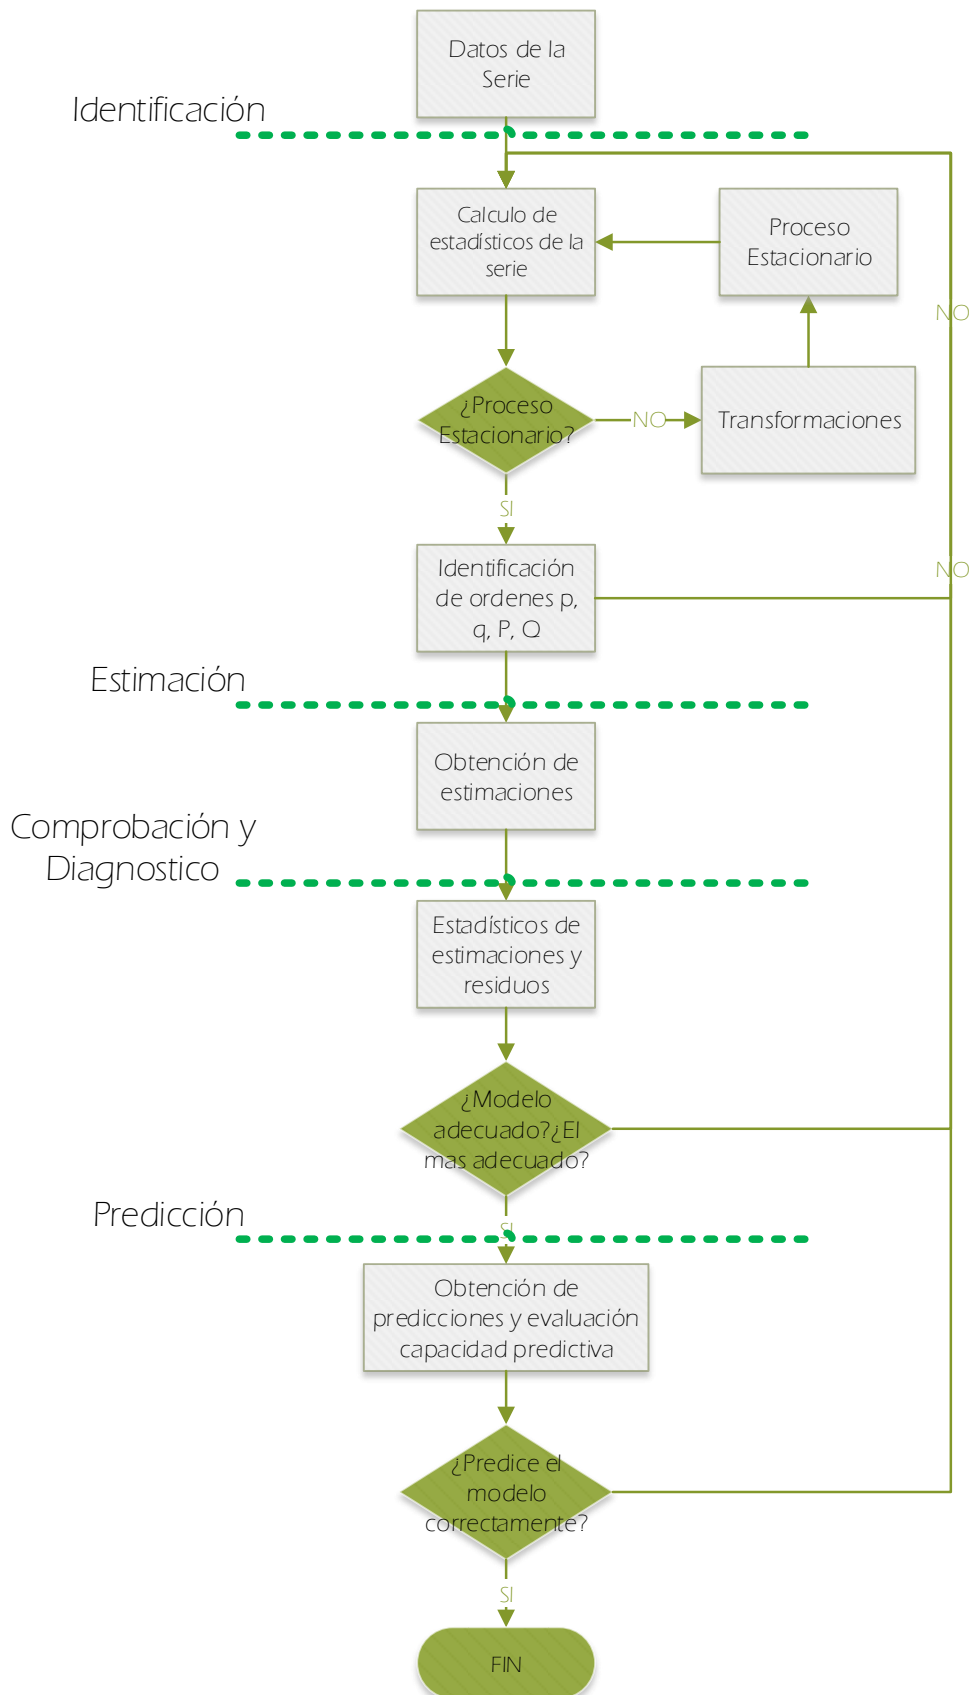 Datos de la
Serie
Identificación
Calculo de
estadísticos de la
serie
Proceso
Estacionario
NO
¿Proceso
Estacionario?
NO
Transformaciones
SI
Identificación
de ordenes p,
q, P, Q
NO
Estimación
Obtención de
estimaciones
Comprobación y
Diagnostico
Estadísticos de
estimaciones y
residuos
¿Modelo
adecuado?¿El
mas adecuado?
SI
Predicción
Obtención de
predicciones y evaluación
capacidad predictiva
¿Predice el
modelo
correctamente?
SI
FIN